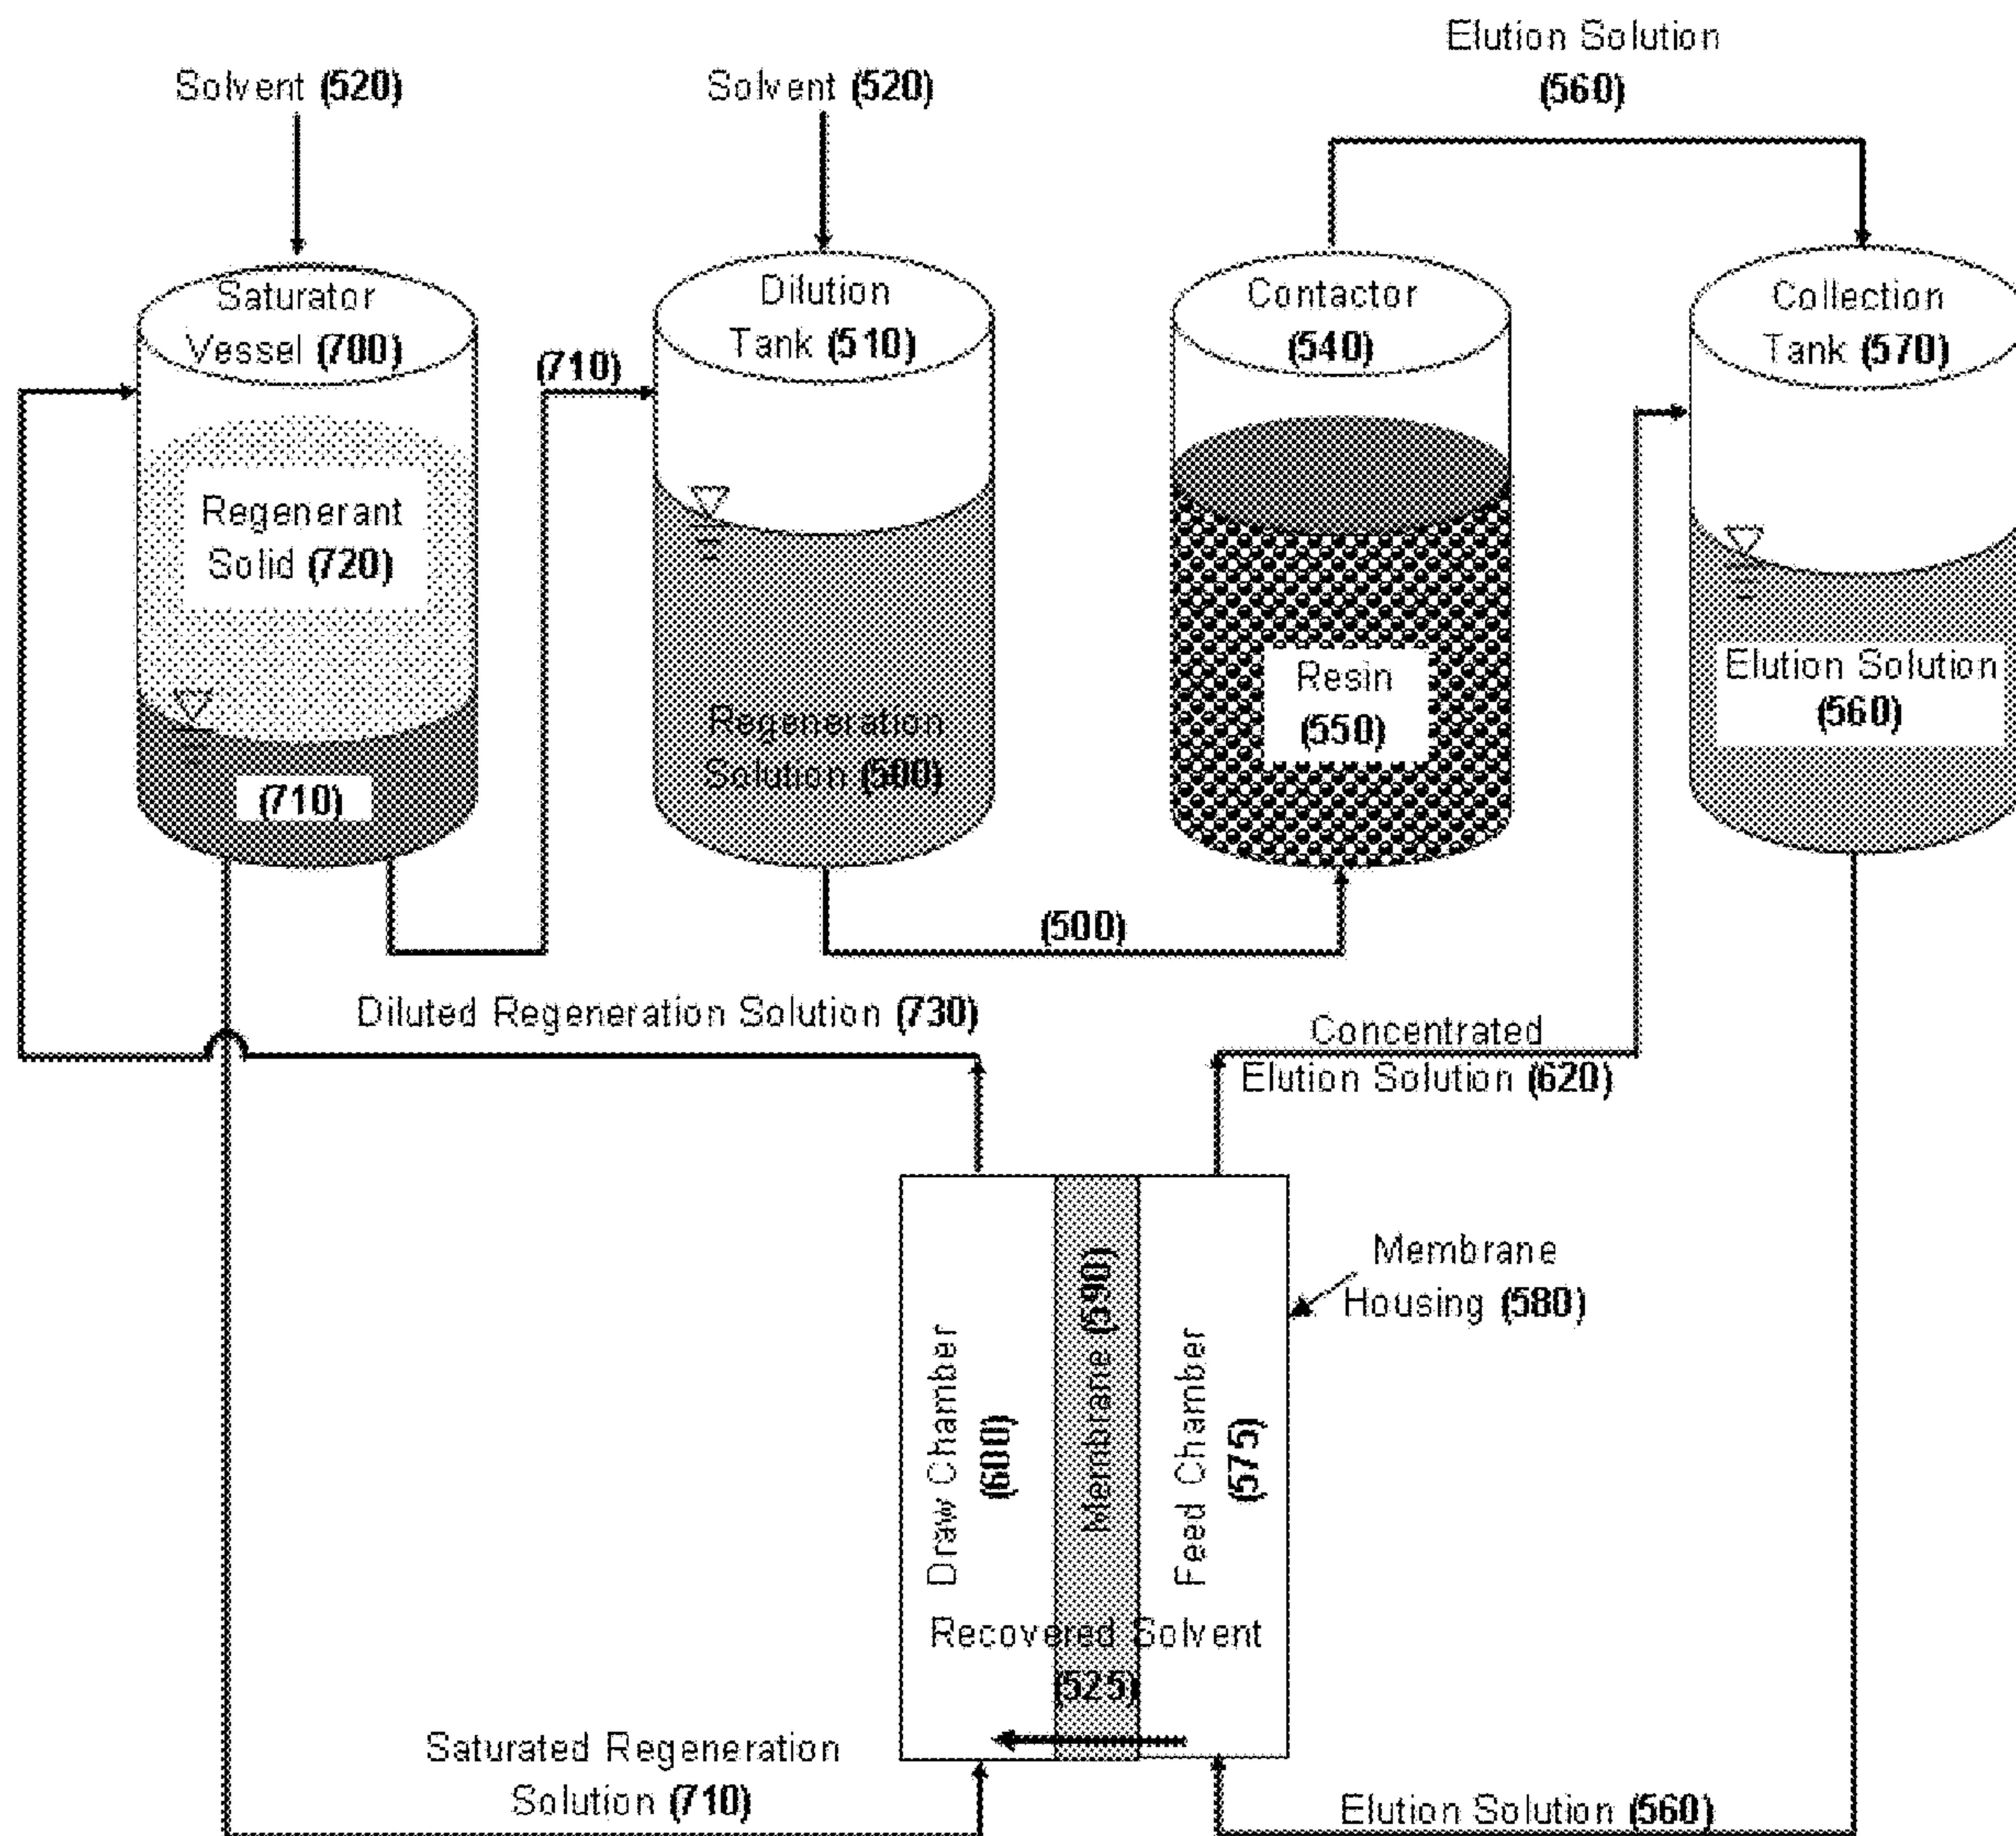 Elution Solution
(560)
Solvent (520)
Solvent (520)
Saturator
Vessel (700)
Dilution
Tank (510)
Contactor
(540)
Collection
Tank (570)
(710)
Regenerant
Solid (720)
Resin
(550)
Elution Solution
(560)
Regeneration
Solution (500)
(710)
(500)
Diluted Regeneration Solution (730)
Concentrated
Elution Solution (620)
Membrane
Housing (580)
Draw Chamber
(600)
Membtane (590)
Feed Chamber
(575)
Recovered Solvent
(525)
Saturated Regeneration
Solution (710)
Elution Solution (560)